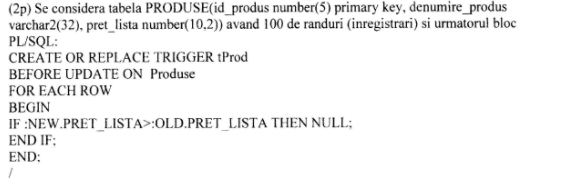 (2p) Se considera tabela PRODUSE(id_produs number(5) primary key, denumire_produs
varchar2(32), pret_lista number(10,2)) avand 100 de randuri (inregistrari) si urmatorul bloc
PL/SQL:
CREATE OR REPLACE TRIGGER tProd
BEFORE UPDATE ON Produse
FOR EACH ROW
BEGIN
IF :NEW.PRET_LISTA>:OLD.PRET_LISTA THEN NULL;
END IF;
END;
/